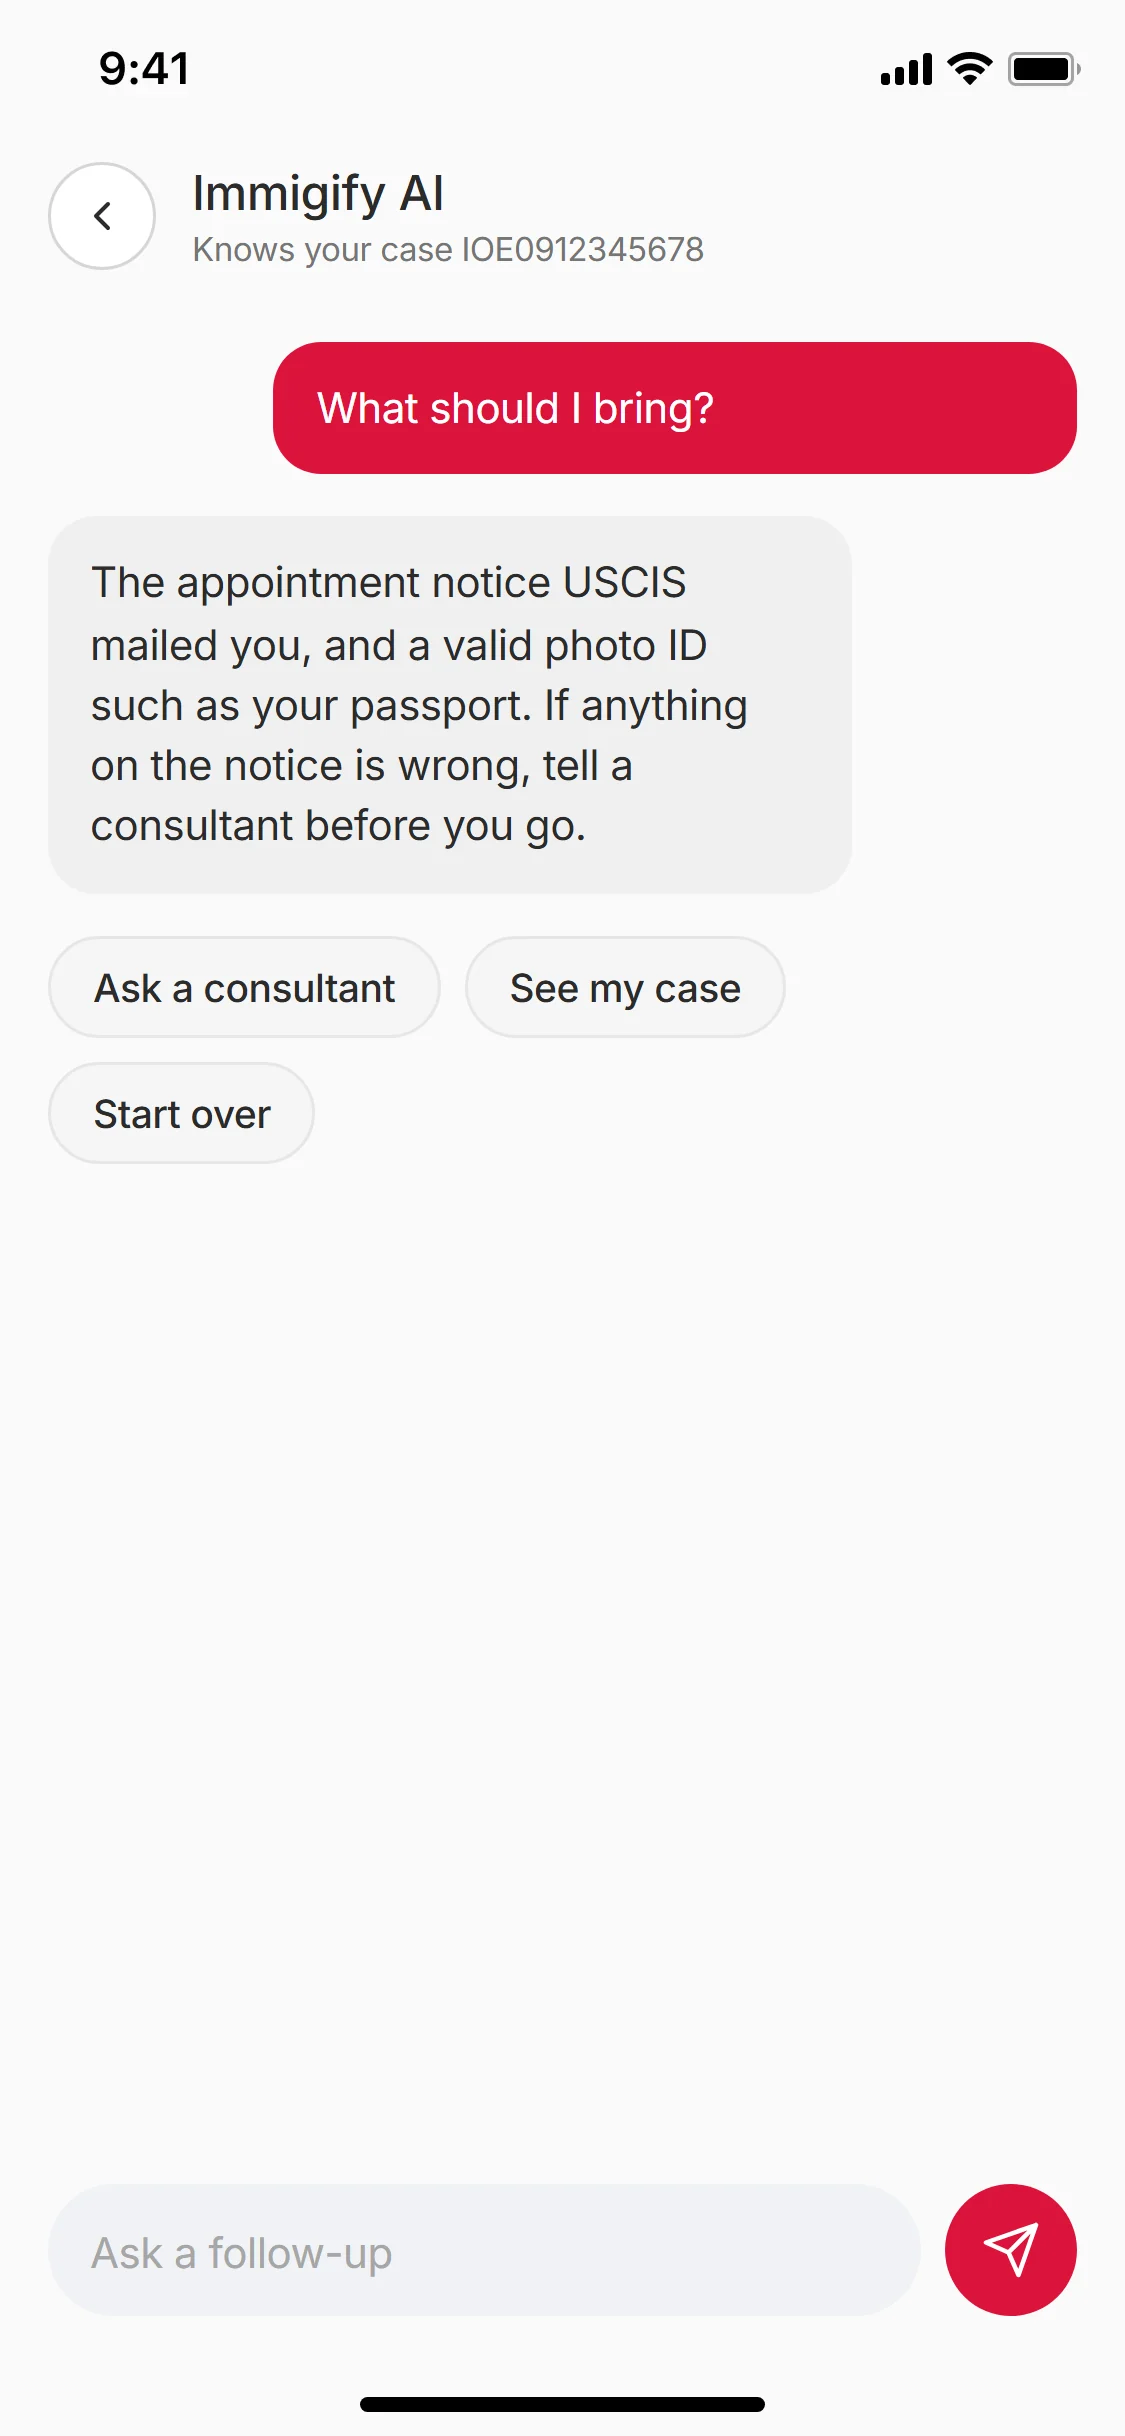 9:41
Immigify AI
Knows your case IOE0912345678
What should I bring?
The appointment notice USCIS
mailed you, and a valid photo ID
such as your passport. If anything
on the notice is wrong, tell a
consultant before you go.
Ask a consultant
See my case
Start over
Ask a follow-up